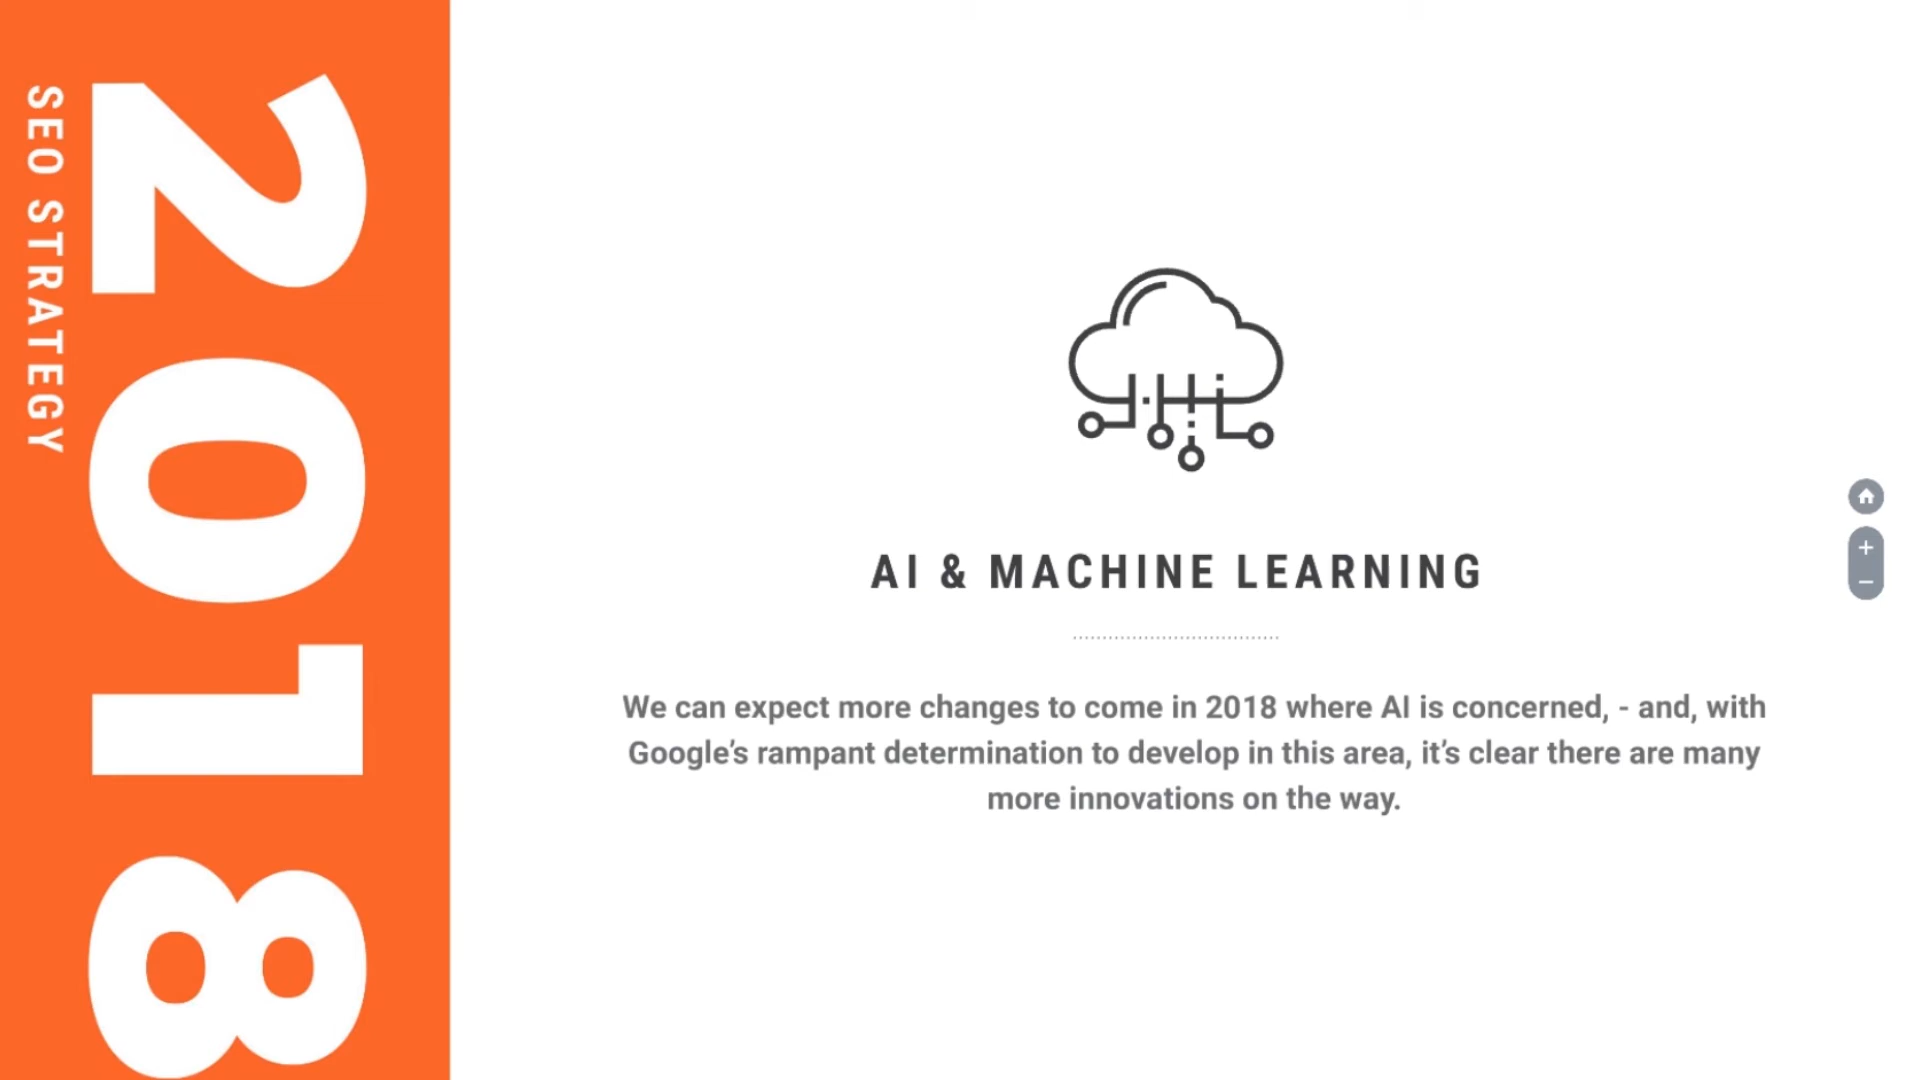 SEO STRATEGY
2018
AI & MACHINE LEARNING
We can expect more changes to come in 2018 where AI is concerned, - and, with
Google’s rampant determination to develop in this area, it’s clear there are many
more innovations on the way.